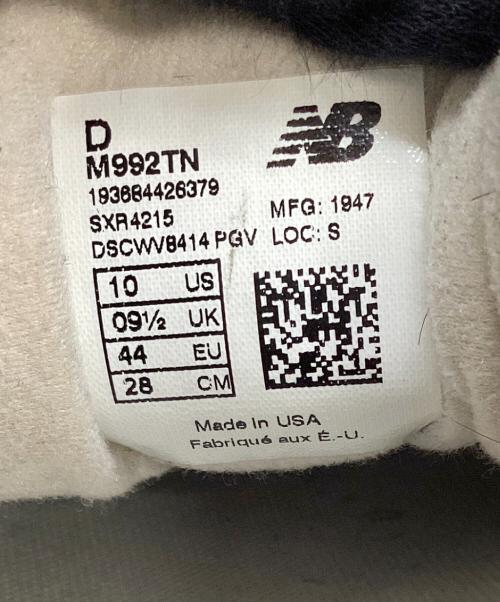 D
M992TN
NB
193684426379
SXR4215
MFG: 1947
DSCWV8414 PGV
LOC: S
10 US
09½ UK
44 EU
28 CM
Made In USA
Fabriqué aux É.-U.